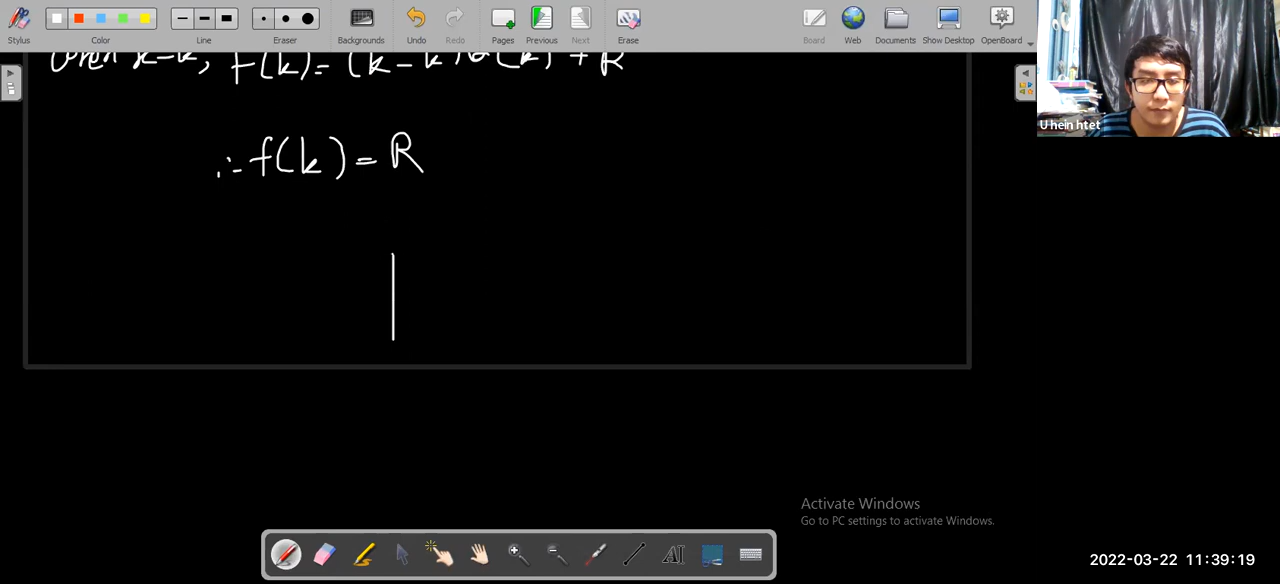 Stylus
Color
Line
Eraser
Backgrounds
Undo
Redo
Pages
Previous
Next
Erase
Board
Web
Documents
Show Desktop
OpenBoard
U hein htet
f(k) = (k - k) Q(k) + R
∴ f(k) = R
Activate Windows
Go to PC settings to activate Windows.
AI
2022-03-22 11:39:19